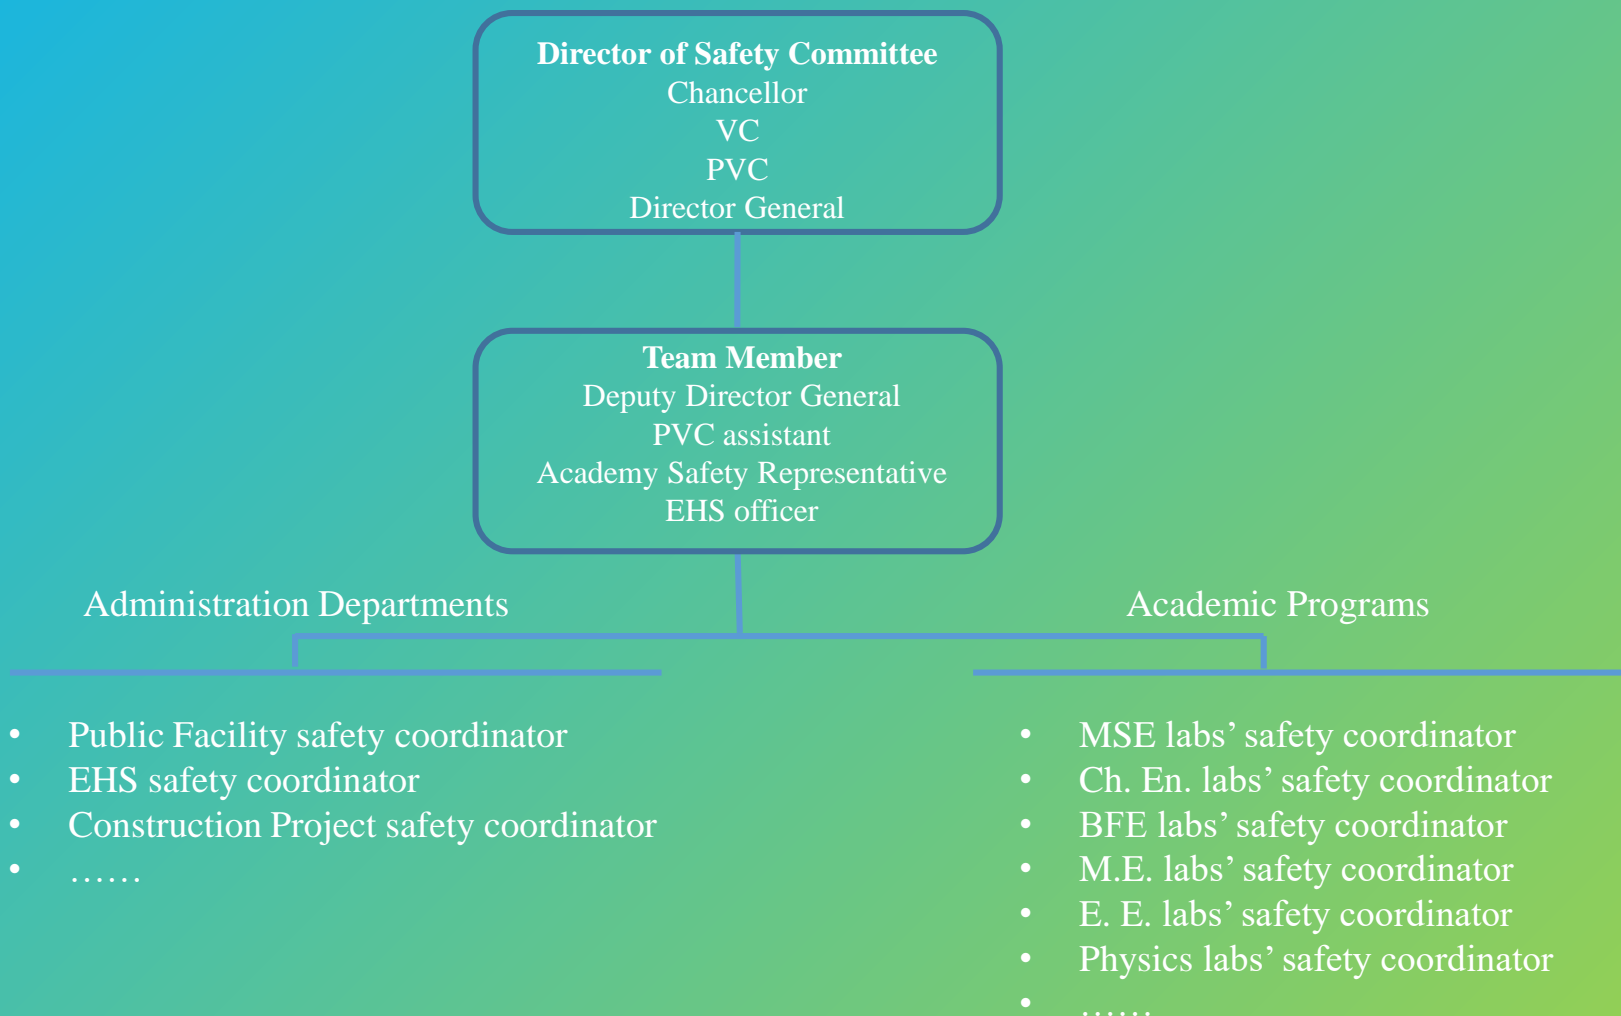 Director of Safety Committee
Chancellor
VC
PVC
Director General
Team Member
Deputy Director General
PVC assistant
Academy Safety Representative
EHS officer
Administration Departments
• Public Facility safety coordinator
• EHS safety coordinator
• Construction Project safety coordinator
• ……
Academic Programs
• MSE labs’ safety coordinator
• Ch. En. labs’ safety coordinator
• BFE labs’ safety coordinator
• M.E. labs’ safety coordinator
• E. E. labs’ safety coordinator
• Physics labs’ safety coordinator
• ……